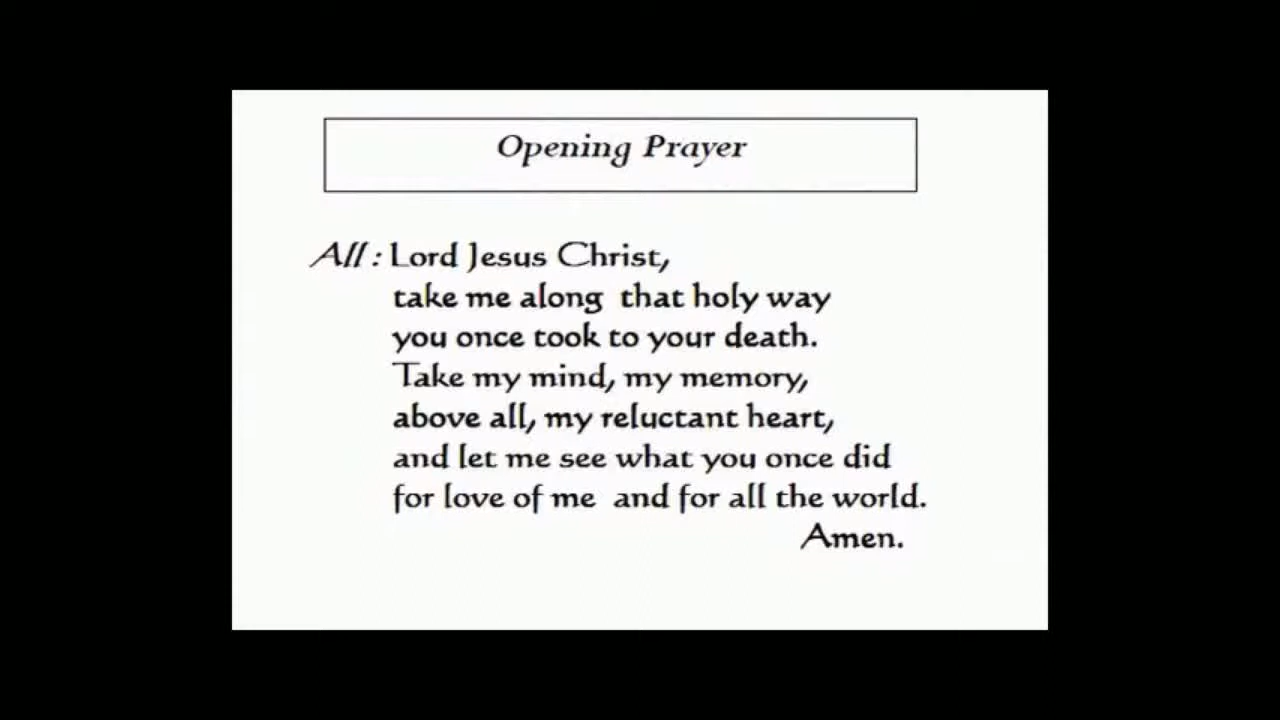 Opening Prayer
All : Lord Jesus Christ,
take me along that holy way
you once took to your death.
Take my mind, my memory,
above all, my reluctant heart,
and let me see what you once did
for love of me and for all the world.
Amen.